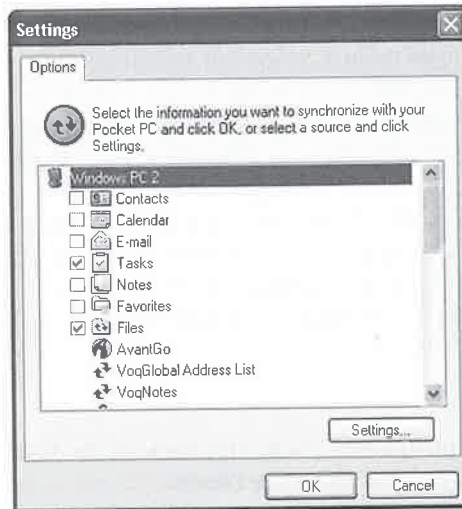 Settings
Options
Select the information you want to synchronize with your
Pocket PC and click OK, or select a source and click
Settings.
Windows PC 2
Contacts
Calendar
E-mail
Tasks
Notes
Favorites
Files
AvantGo
VoqGlobal Address List
VoqNotes
Settings...
OK
Cancel